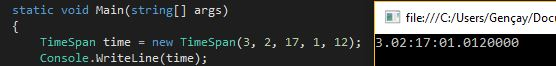 static void Main(string[] args)
{
TimeSpan time = new TimeSpan(3, 2, 17, 1, 12);
Console.WriteLine(time);
file:///C:/Users/Gençay/Docu
3.02:17:01.0120000